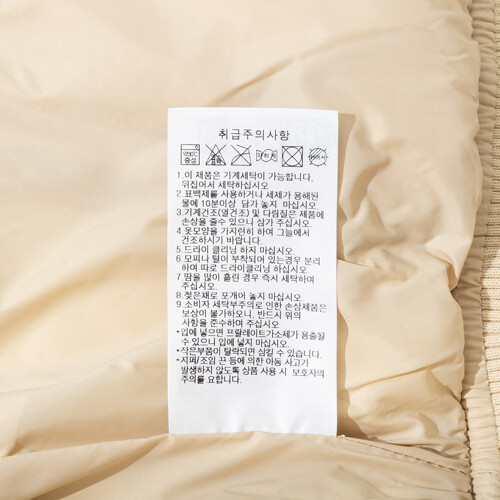 취급주의사항
중성
1.이 제품은 기계세탁이 가능합니다.
뒤집어서 세탁하십시오
2.표백제를 사용하거나 세제가 용해된
물에 10분이상 담가 놓지 마십시오.
3.기계건조(열건조) 및 다림질은 제품에
손상을 줄수 있으니 삼가 주십시오.
4.옷모양을 가지런히 하여 그늘에서
건조하시기 바랍니다.
5.드라이 클리닝 하지 마십시오.
6.모피나 털이 부착되어 있는경우 분리
하여 따로 드라이클리닝 하십시오
7.땀을 많이 흘린 경우 즉시 세탁하여
주십시오.
8.젖은채로 포개어 놓지 마십시오.
9.소비자 세탁부주의로 인한 손상제품은
보상이 불가하오니, 반드시 위의
사항을 준수하여 주십시오.
*입에 넣으면 프탈레이트가소제가 용출될
수 있으니 입에 넣지 마십시오.
*작은부품이 탈락되면 삼킬 수 있습니다.
*지퍼/조임 끈 등에 의한 아동 사고가
발생하지 않도록 상품 사용 시 보호자의
주의를 요합니다.